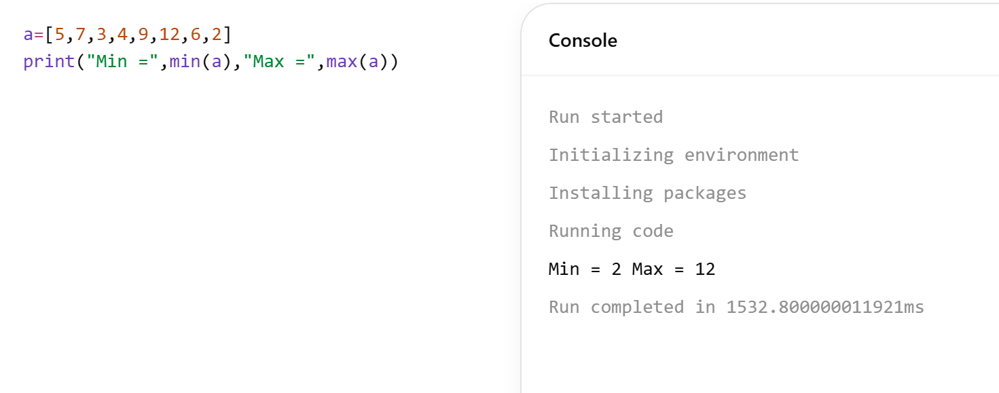 a=[5,7,3,4,9,12,6,2]
print("Min =",min(a),"Max =",max(a))
Console
Run started
Initializing environment
Installing packages
Running code
Min = 2 Max = 12
Run completed in 1532.800000011921ms